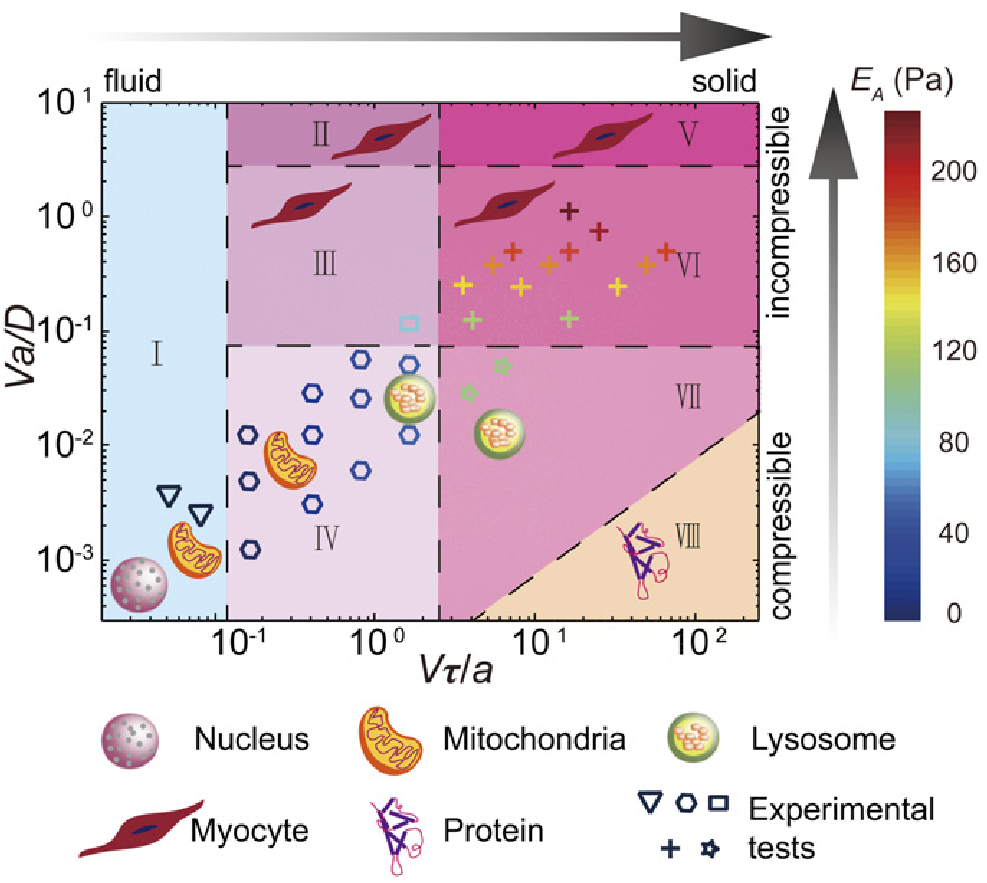 fluid solid E_A (Pa)
10^1
II V
10^0
III VI
10^-1
I
VII
10^-2
IV VIII
10^-3
Va/D
incompressible
compressible
200
160
120
80
40
0
10^-1 10^0 10^1 10^2
Vτ/a
Nucleus Mitochondria Lysosome
Myocyte Protein Experimental
tests